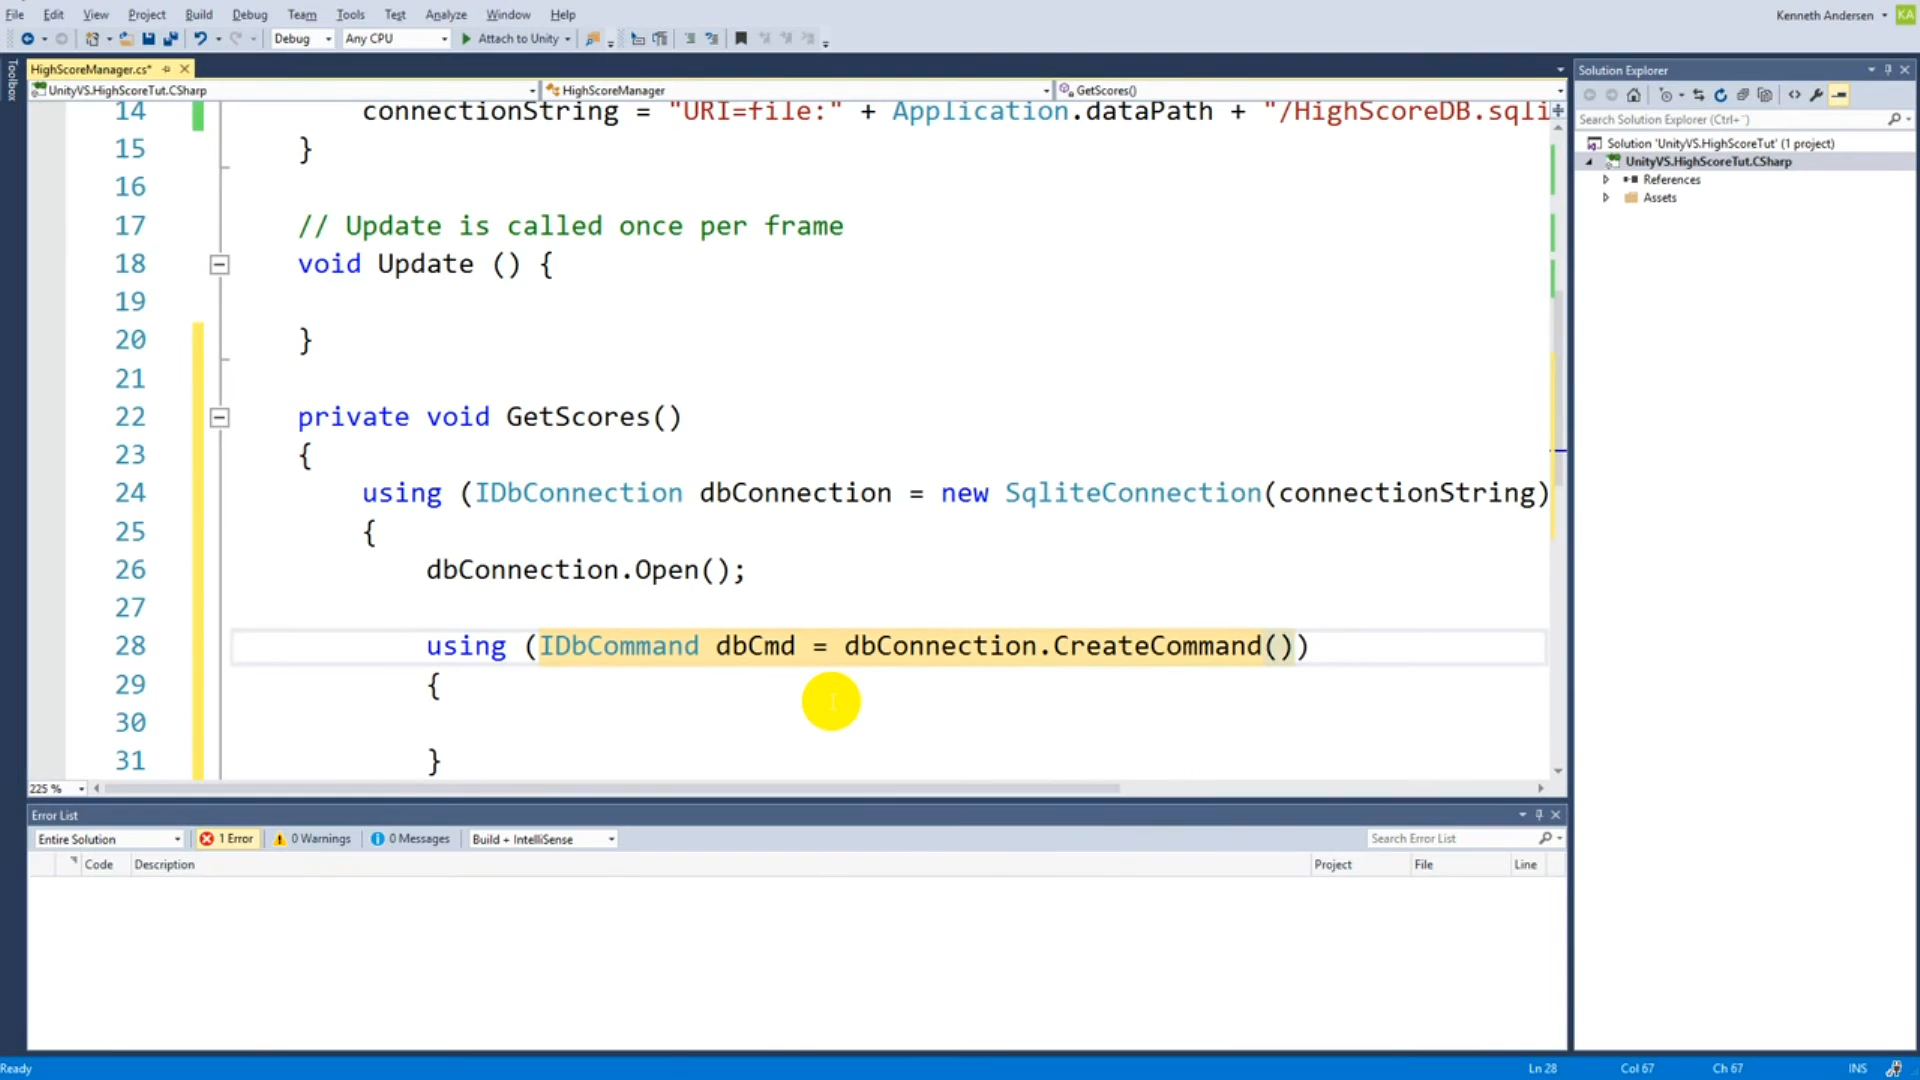 File Edit View Project Build Debug Team Tools Test Analyze Window Help
Kenneth Andersen KA
Debug Any CPU Attach to Unity
Toolbox
HighScoreManager.cs*
UnityVS.HighScoreTut.CSharp HighScoreManager GetScores()
14 connectionString = "URI=file:" + Application.dataPath + "/HighScoreDB.sqli
15 }
16
17 // Update is called once per frame
18 void Update () {
19
20 }
21
22 private void GetScores()
23 {
24 using (IDbConnection dbConnection = new SqliteConnection(connectionString)
25 {
26 dbConnection.Open();
27
28 using (IDbCommand dbCmd = dbConnection.CreateCommand())
29 {
30
31 }
225 %
Solution Explorer
Search Solution Explorer (Ctrl+¨)
Solution 'UnityVS.HighScoreTut' (1 project)
UnityVS.HighScoreTut.CSharp
References
Assets
Error List
Entire Solution 1 Error 0 Warnings 0 Messages Build + IntelliSense Search Error List
Code Description Project File Line
Ready Ln 28 Col 67 Ch 67 INS